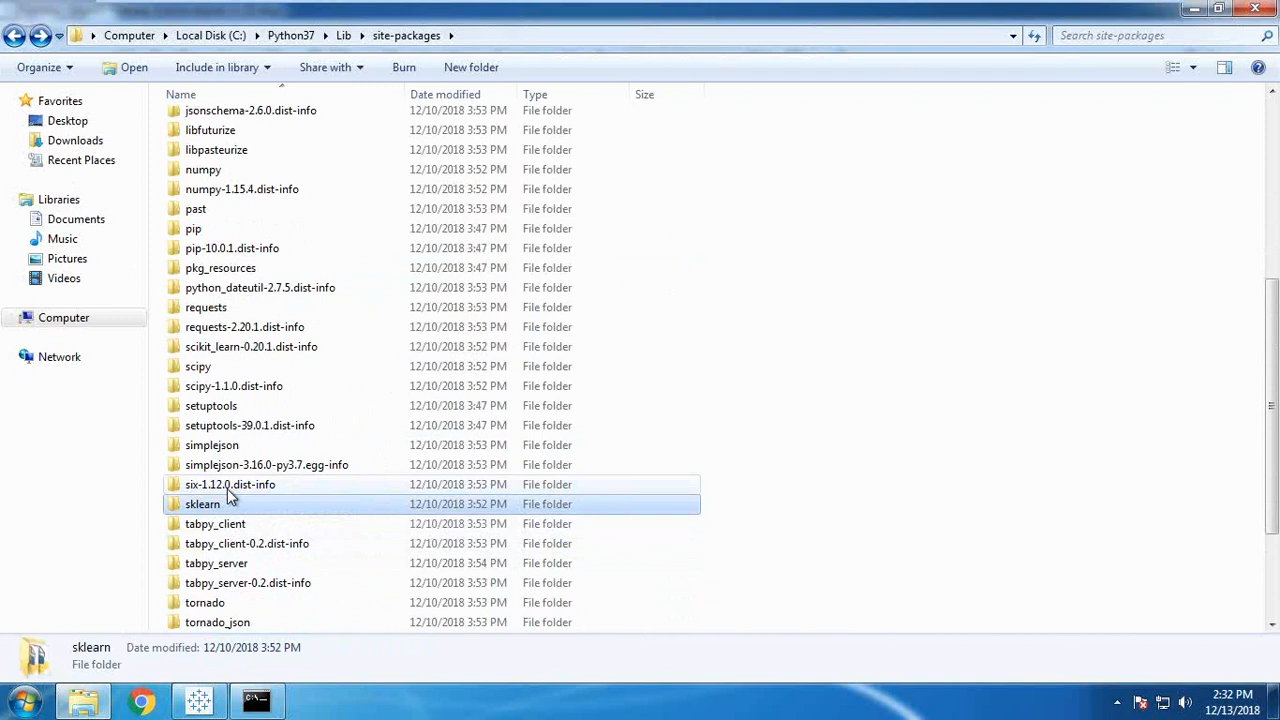 Computer Local Disk (C:) Python37 Lib site-packages Search site-packages
Organize Open Include in library Share with Burn New folder
Favorites
Desktop
Downloads
Recent Places
Libraries
Documents
Music
Pictures
Videos
Computer
Network
Name Date modified Type Size
jsonschema-2.6.0.dist-info 12/10/2018 3:53 PM File folder
libfuturize 12/10/2018 3:53 PM File folder
libpasteurize 12/10/2018 3:53 PM File folder
numpy 12/10/2018 3:52 PM File folder
numpy-1.15.4.dist-info 12/10/2018 3:52 PM File folder
past 12/10/2018 3:53 PM File folder
pip 12/10/2018 3:47 PM File folder
pip-10.0.1.dist-info 12/10/2018 3:47 PM File folder
pkg_resources 12/10/2018 3:47 PM File folder
python_dateutil-2.7.5.dist-info 12/10/2018 3:53 PM File folder
requests 12/10/2018 3:53 PM File folder
requests-2.20.1.dist-info 12/10/2018 3:53 PM File folder
scikit_learn-0.20.1.dist-info 12/10/2018 3:52 PM File folder
scipy 12/10/2018 3:52 PM File folder
scipy-1.1.0.dist-info 12/10/2018 3:52 PM File folder
setuptools 12/10/2018 3:47 PM File folder
setuptools-39.0.1.dist-info 12/10/2018 3:47 PM File folder
simplejson 12/10/2018 3:53 PM File folder
simplejson-3.16.0-py3.7.egg-info 12/10/2018 3:53 PM File folder
six-1.12.0.dist-info 12/10/2018 3:53 PM File folder
sklearn 12/10/2018 3:52 PM File folder
tabpy_client 12/10/2018 3:53 PM File folder
tabpy_client-0.2.dist-info 12/10/2018 3:53 PM File folder
tabpy_server 12/10/2018 3:54 PM File folder
tabpy_server-0.2.dist-info 12/10/2018 3:53 PM File folder
tornado 12/10/2018 3:53 PM File folder
tornado_json 12/10/2018 3:53 PM File folder
sklearn Date modified: 12/10/2018 3:52 PM
File folder
2:32 PM
12/13/2018